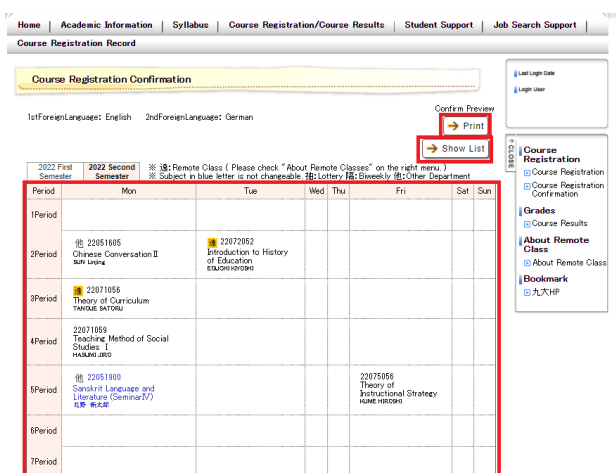 Home | Academic Information | Syllabus | Course Registration/Course Results | Student Support | Job Search Support |
Course Registration Record
Course Registration Confirmation
1stForeignLanguage: English 2ndForeignLanguage: German
Confirm Preview
Print
Show List
2022 First Semester
2022 Second Semester
※ 遠: Remote Class ( Please check "About Remote Classes" on the right menu. )
※ Subject in blue letter is not changeable. 抽: Lottery 隔: Biweekly 他: Other Department
Period Mon Tue Wed Thu Fri Sat Sun
1Period
2Period
他 22051605
Chinese Conversation Ⅱ
SUN Linjing
遠 22072052
Introduction to History
of Education
EGUCHI KIYOSHI
3Period
遠 22071056
Theory of Curriculum
TANOUE SATORU
4Period
22071059
Teaching Method of Social
Studies Ⅰ
HASUMI JIRO
5Period
他 22051900
Sanskrit Language and
Literature (SeminarⅣ)
22075056
Theory of
Instructional Strategy
KUME HIROSHI
6Period
7Period
Last Login Date
Login User
CLOSE
Course
Registration
Course Registration
Course Registration
Confirmation
Grades
Course Results
About Remote
Class
About Remote Class
Bookmark
九大HP